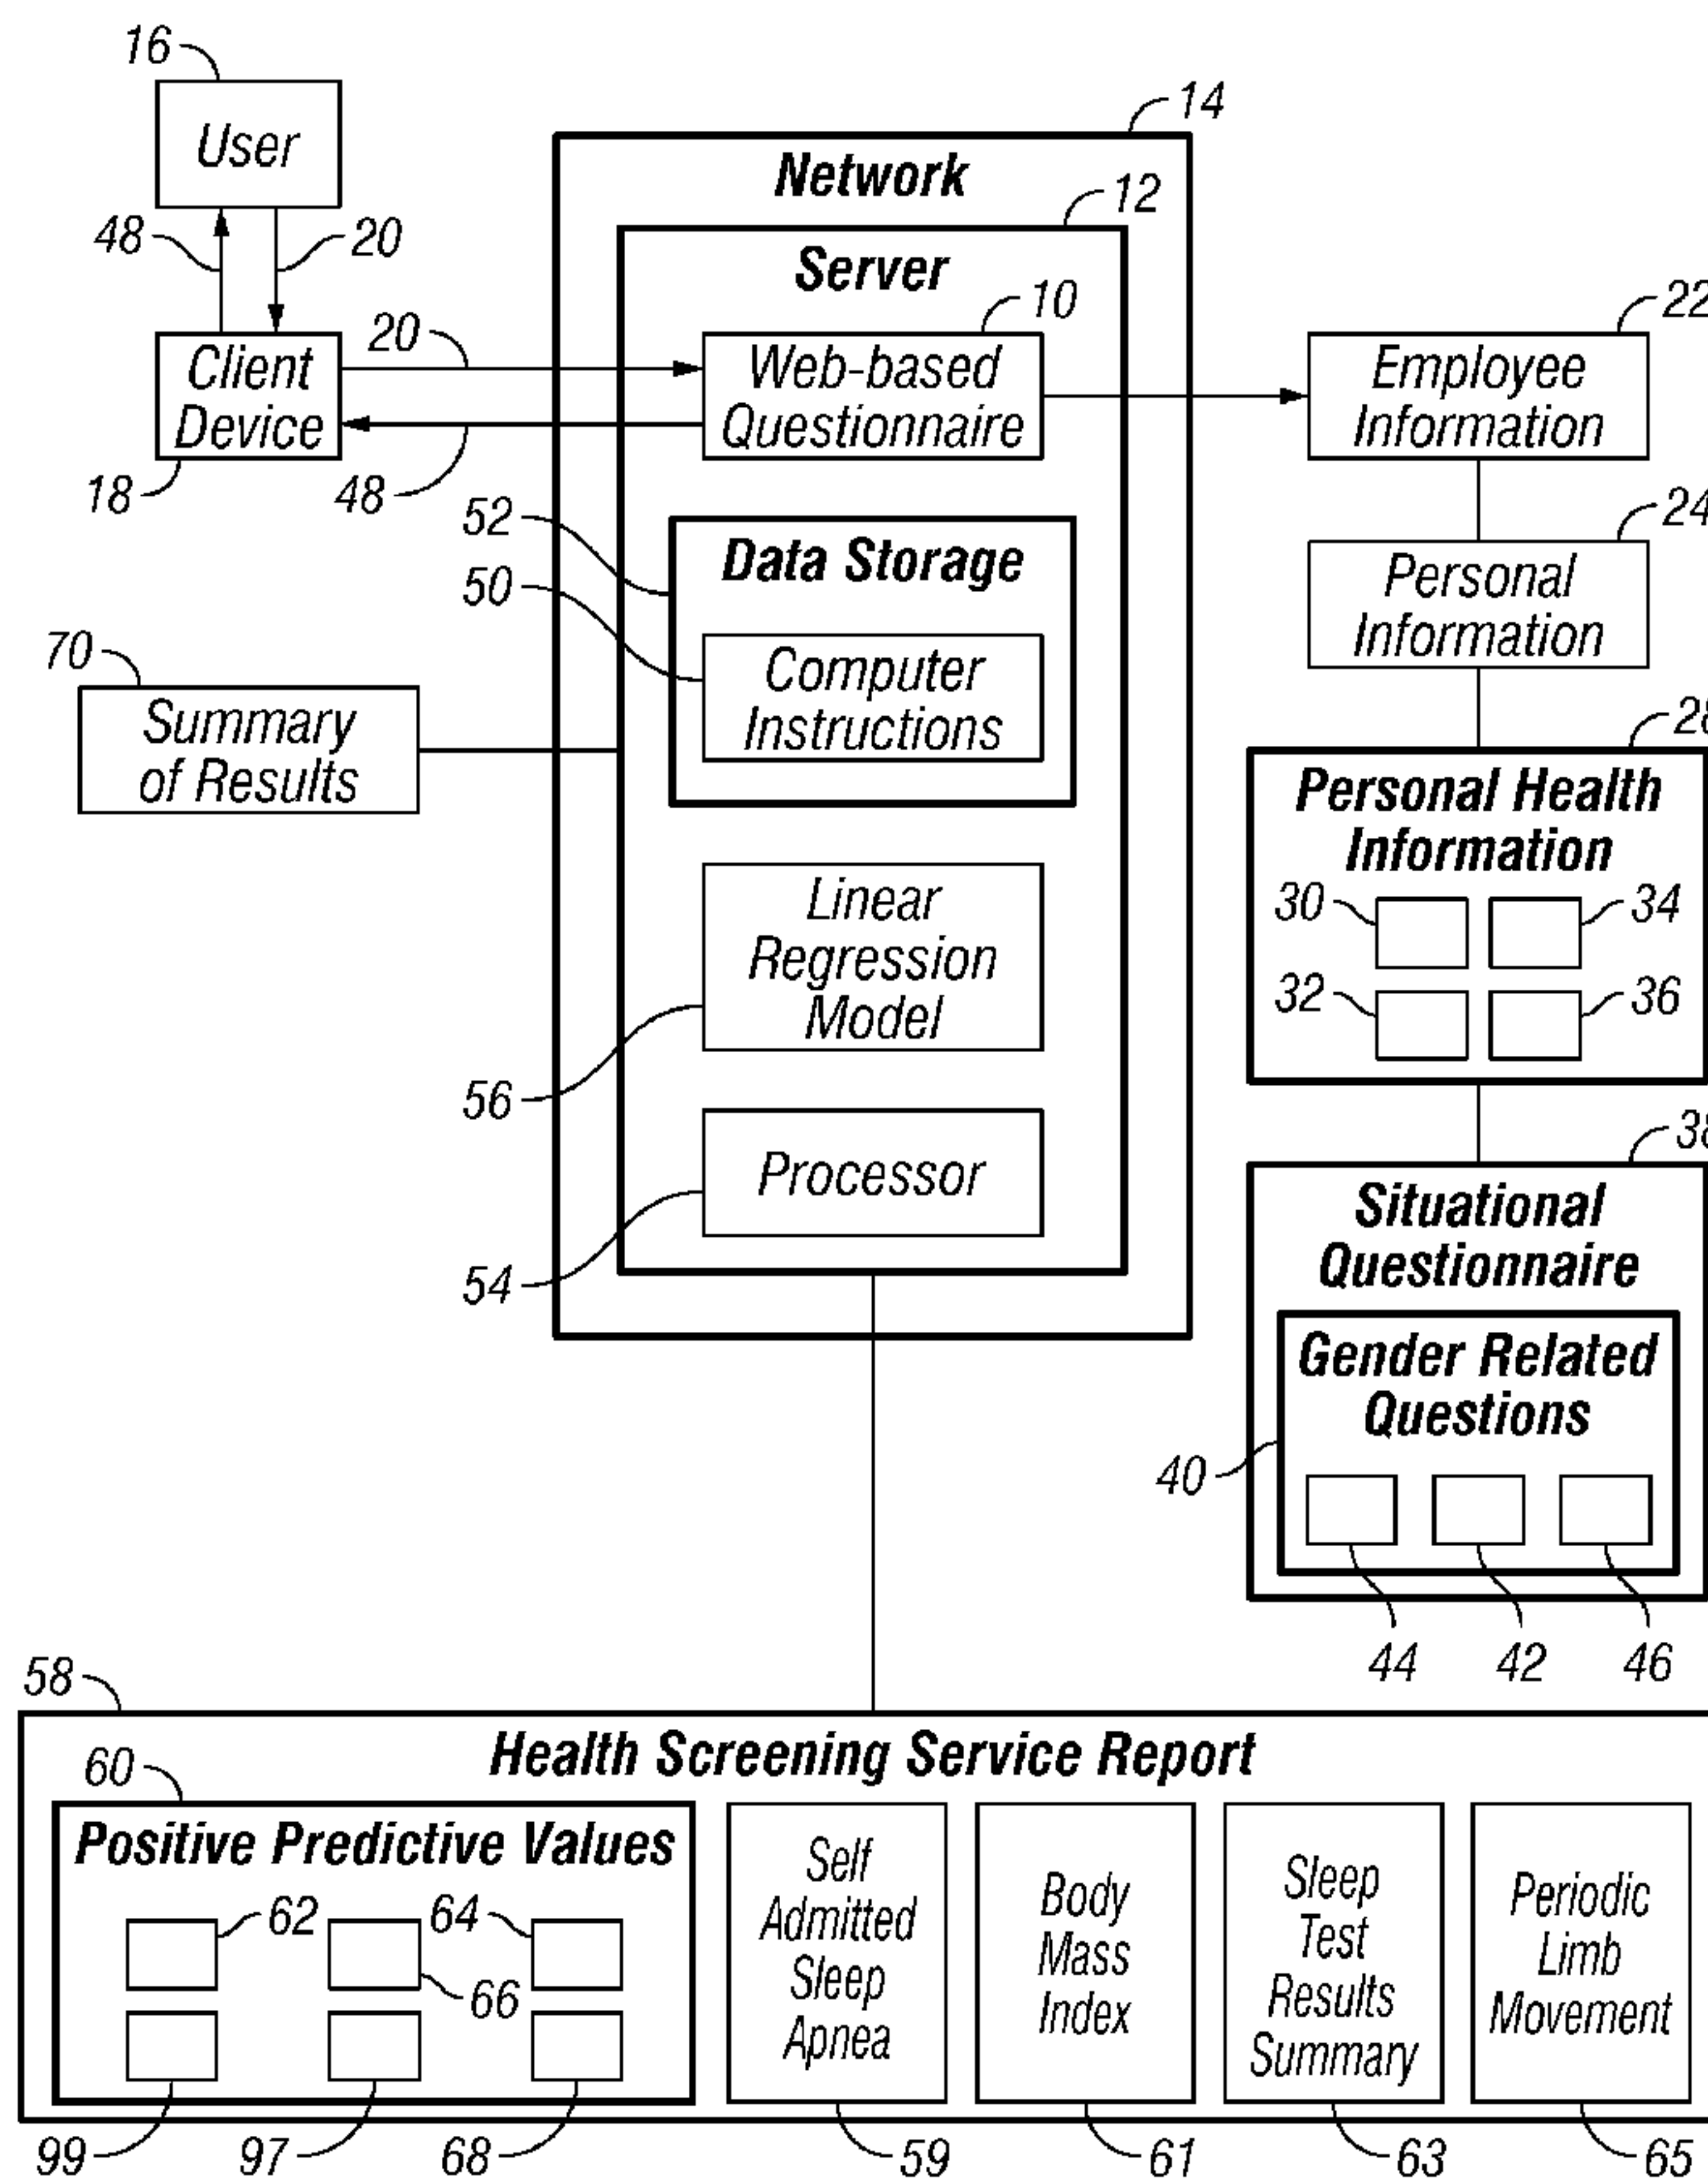 16
User
48
20
14
Network
12
Server
10
20
Client
Device
Web-based
Questionnaire
18
48
22
Employee
Information
24
Personal
Information
52
Data Storage
50
Computer
Instructions
70
Summary
of Results
28
Personal Health
Information
30
34
32
36
Linear
Regression
Model
56
Processor
54
38
Situational
Questionnaire
Gender Related
Questions
40
44
42
46
58
Health Screening Service Report
60
Positive Predictive Values
62
64
66
99
97
68
Self
Admitted
Sleep
Apnea
59
Body
Mass
Index
61
Sleep
Test
Results
Summary
63
Periodic
Limb
Movement
65